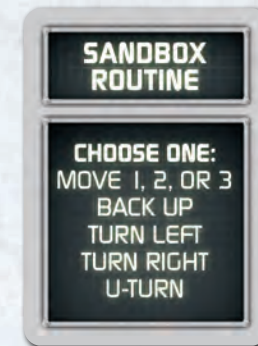 SANDBOX
ROUTINE
CHOOSE ONE:
MOVE 1, 2, OR 3
BACK UP
TURN LEFT
TURN RIGHT
U-TURN